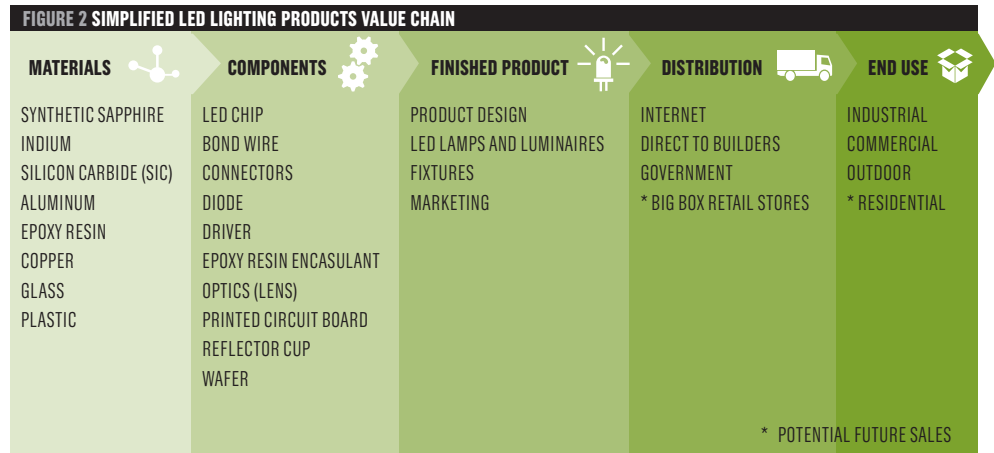 FIGURE 2 SIMPLIFIED LED LIGHTING PRODUCTS VALUE CHAIN
MATERIALS
SYNTHETIC SAPPHIRE
INDIUM
SILICON CARBIDE (SIC)
ALUMINUM
EPOXY RESIN
COPPER
GLASS
PLASTIC
COMPONENTS
LED CHIP
BOND WIRE
CONNECTORS
DIODE
DRIVER
EPOXY RESIN ENCASULANT
OPTICS (LENS)
PRINTED CIRCUIT BOARD
REFLECTOR CUP
WAFER
FINISHED PRODUCT
PRODUCT DESIGN
LED LAMPS AND LUMINAIRES
FIXTURES
MARKETING
DISTRIBUTION
INTERNET
DIRECT TO BUILDERS
GOVERNMENT
* BIG BOX RETAIL STORES
END USE
INDUSTRIAL
COMMERCIAL
OUTDOOR
* RESIDENTIAL
* POTENTIAL FUTURE SALES